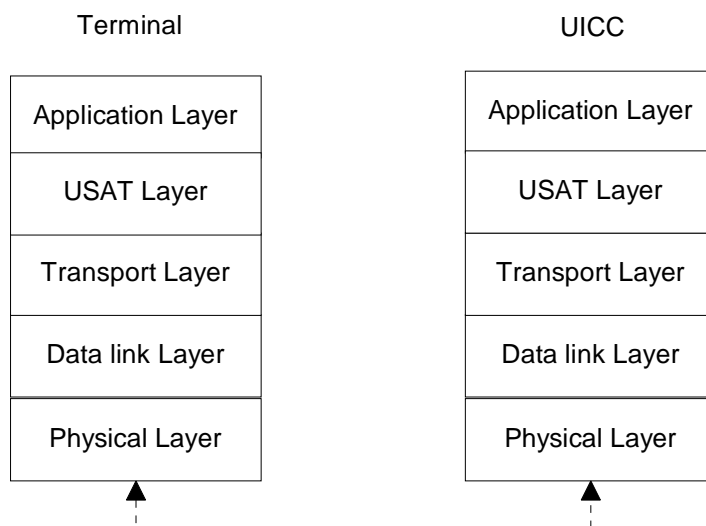 Terminal
Application Layer
USAT Layer
Transport Layer
Data link Layer
Physical Layer
UICC
Application Layer
USAT Layer
Transport Layer
Data link Layer
Physical Layer